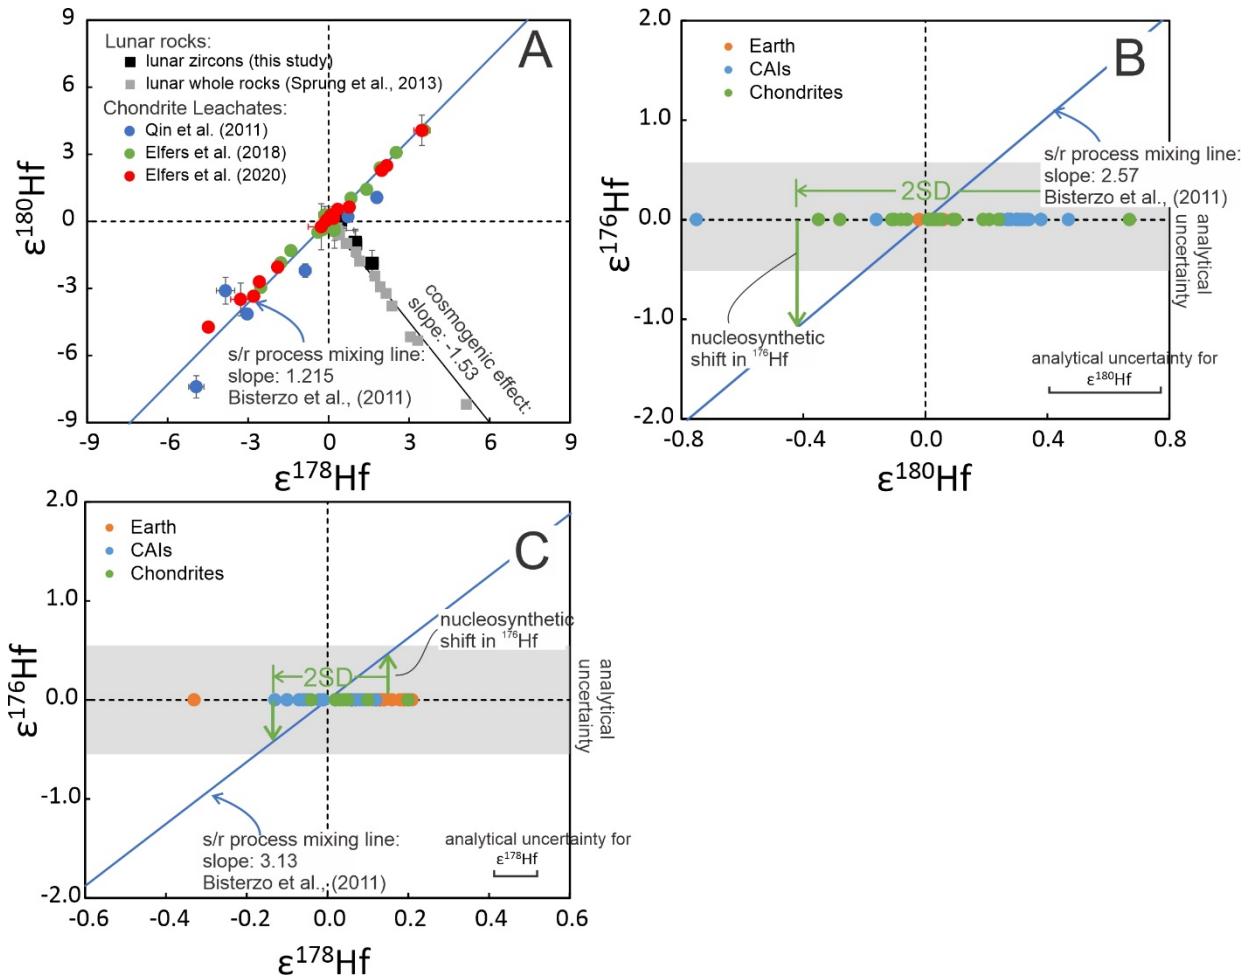 A
Lunar rocks:
lunar zircons (this study)
lunar whole rocks (Sprung et al., 2013)
Chondrite Leachates:
Qin et al. (2011)
Elfers et al. (2018)
Elfers et al. (2020)
s/r process mixing line:
slope: 1.215
Bisterzo et al., (2011)
cosmogenic effect:
slope: -1.53
9
6
3
0
-3
-6
-9
-9
-6
-3
0
3
6
9
ε¹⁸⁰Hf
ε¹⁷⁸Hf
B
Earth
CAIs
Chondrites
s/r process mixing line:
slope: 2.57
Bisterzo et al., (2011)
2SD
nucleosynthetic
shift in ¹⁷⁶Hf
analytical
uncertainty
analytical uncertainty for
ε¹⁸⁰Hf
2.0
1.0
0.0
-1.0
-2.0
-0.8
-0.4
0.0
0.4
0.8
ε¹⁷⁶Hf
ε¹⁸⁰Hf
C
Earth
CAIs
Chondrites
nucleosynthetic
shift in ¹⁷⁶Hf
2SD
analytical
uncertainty
s/r process mixing line:
slope: 3.13
Bisterzo et al., (2011)
analytical uncertainty for
ε¹⁷⁸Hf
2.0
1.0
0.0
-1.0
-2.0
-0.6
-0.4
-0.2
0.0
0.2
0.4
0.6
ε¹⁷⁶Hf
ε¹⁷⁸Hf